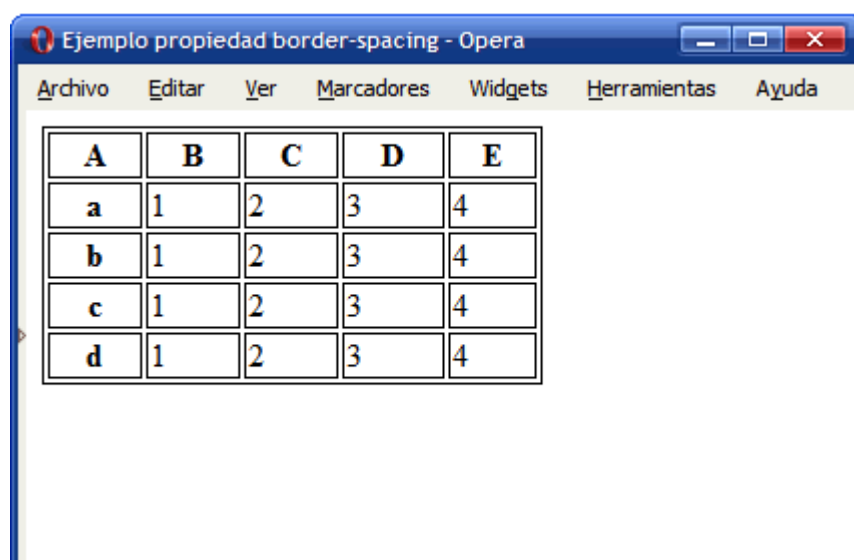 Ejemplo propiedad border-spacing - Opera
Archivo Editar Ver Marcadores Widgets Herramientas Ayuda
A B C D E
a 1 2 3 4
b 1 2 3 4
c 1 2 3 4
d 1 2 3 4